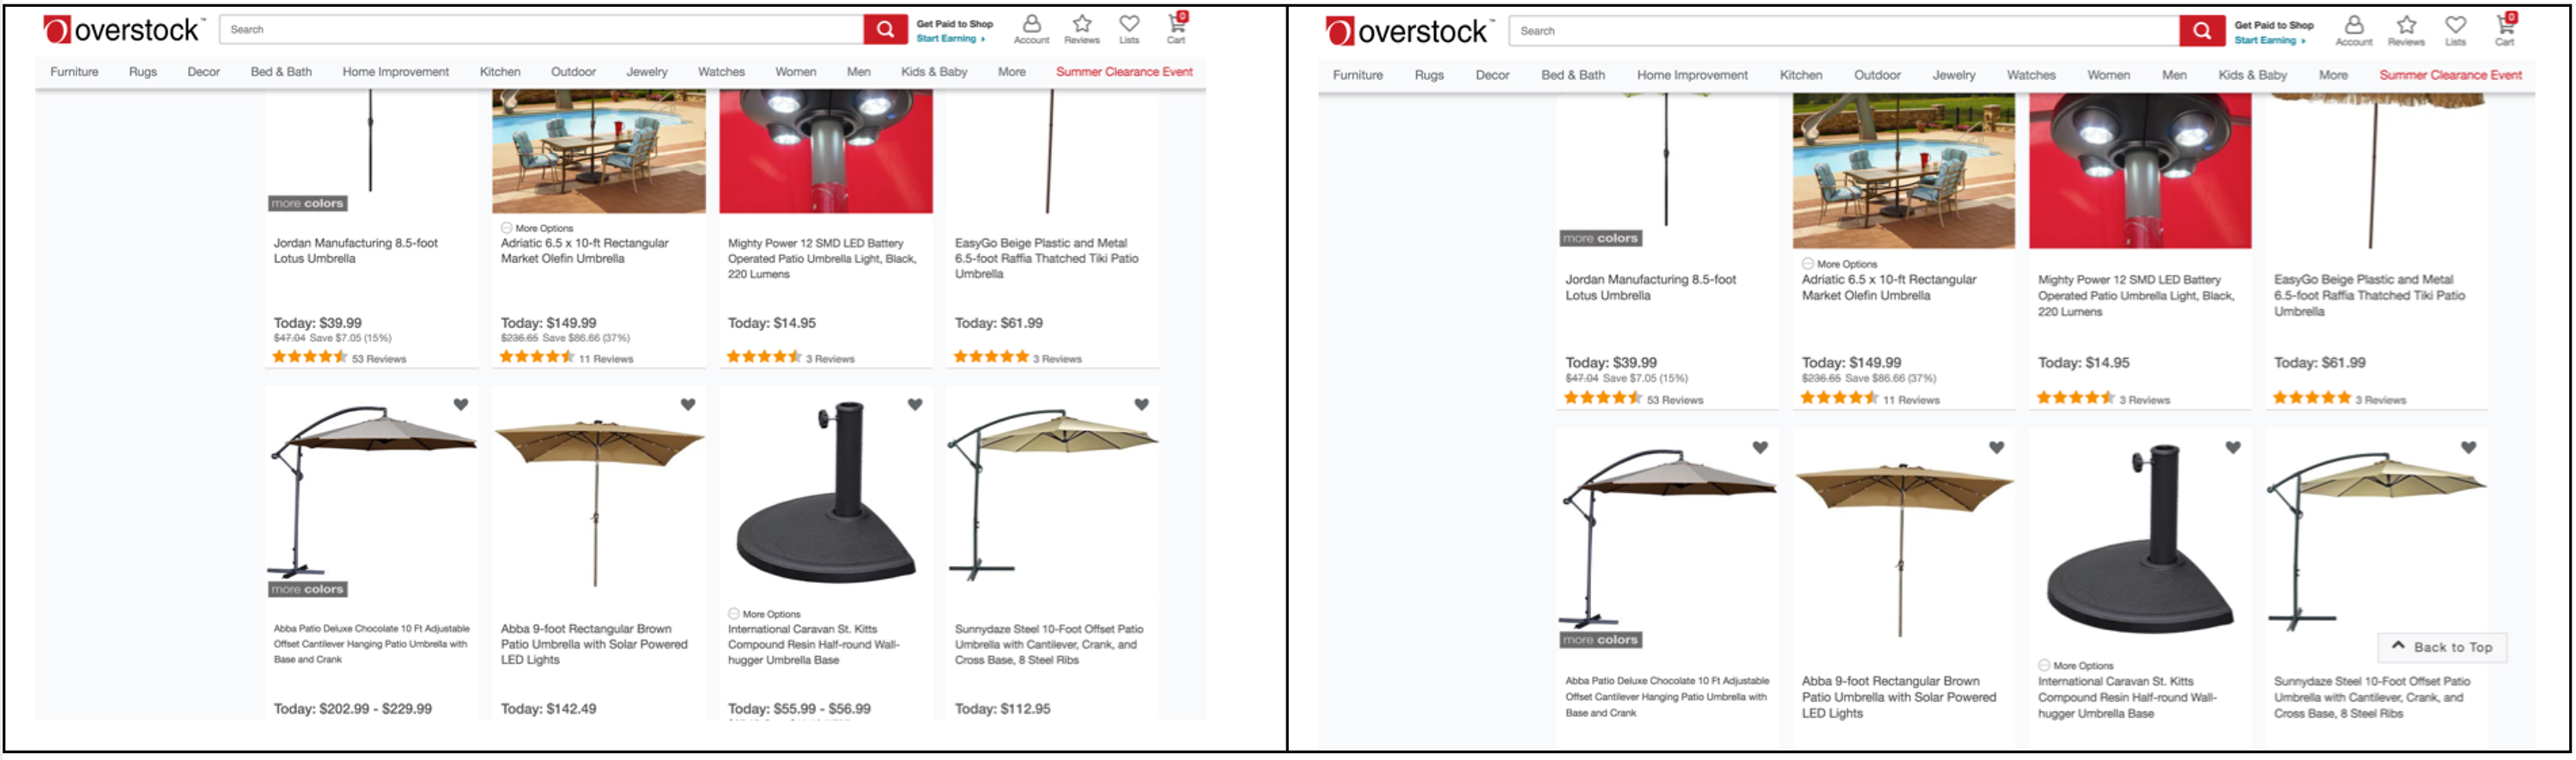 overstock™
Search
Get Paid to Shop
Start Earning
Account
Reviews
Lists
0
Cart
Furniture Rugs Decor Bed & Bath Home Improvement Kitchen Outdoor Jewelry Watches Women Men Kids & Baby More Summer Clearance Event
more colors
Jordan Manufacturing 8.5-foot
Lotus Umbrella
Today: $39.99
$47.04 Save $7.05 (15%)
53 Reviews
More Options
Adriatic 6.5 x 10-ft Rectangular
Market Olefin Umbrella
Today: $149.99
$236.65 Save $86.66 (37%)
11 Reviews
Mighty Power 12 SMD LED Battery
Operated Patio Umbrella Light, Black,
220 Lumens
Today: $14.95
3 Reviews
EasyGo Beige Plastic and Metal
6.5-foot Raffia Thatched Tiki Patio
Umbrella
Today: $61.99
3 Reviews
more colors
Abba Patio Deluxe Chocolate 10 Ft Adjustable
Offset Cantilever Hanging Patio Umbrella with
Base and Crank
Today: $202.99 - $229.99
Abba 9-foot Rectangular Brown
Patio Umbrella with Solar Powered
LED Lights
Today: $142.49
More Options
International Caravan St. Kitts
Compound Resin Half-round Wall-
hugger Umbrella Base
Today: $55.99 - $56.99
Sunnydaze Steel 10-Foot Offset Patio
Umbrella with Cantilever, Crank, and
Cross Base, 8 Steel Ribs
Today: $112.95
overstock™
Search
Get Paid to Shop
Start Earning
Account
Reviews
Lists
0
Cart
Furniture Rugs Decor Bed & Bath Home Improvement Kitchen Outdoor Jewelry Watches Women Men Kids & Baby More Summer Clearance Event
more colors
Jordan Manufacturing 8.5-foot
Lotus Umbrella
Today: $39.99
$47.04 Save $7.05 (15%)
53 Reviews
More Options
Adriatic 6.5 x 10-ft Rectangular
Market Olefin Umbrella
Today: $149.99
$236.65 Save $86.66 (37%)
11 Reviews
Mighty Power 12 SMD LED Battery
Operated Patio Umbrella Light, Black,
220 Lumens
Today: $14.95
3 Reviews
EasyGo Beige Plastic and Metal
6.5-foot Raffia Thatched Tiki Patio
Umbrella
Today: $61.99
3 Reviews
more colors
Abba Patio Deluxe Chocolate 10 Ft Adjustable
Offset Cantilever Hanging Patio Umbrella with
Base and Crank
Abba 9-foot Rectangular Brown
Patio Umbrella with Solar Powered
LED Lights
More Options
International Caravan St. Kitts
Compound Resin Half-round Wall-
hugger Umbrella Base
Back to Top
Sunnydaze Steel 10-Foot Offset Patio
Umbrella with Cantilever, Crank, and
Cross Base, 8 Steel Ribs